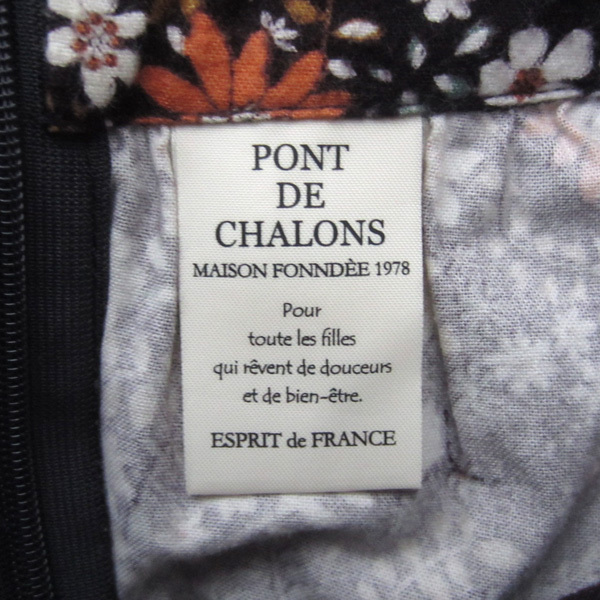 PONT
DE
CHALONS
MAISON FONNDÈE 1978
Pour
toute les filles
qui rêvent de douceurs
et de bien-être.
ESPRIT de FRANCE